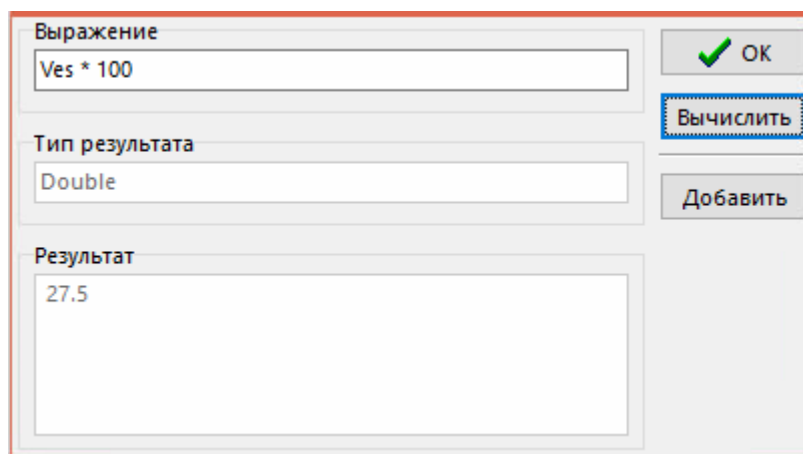 Выражение
Ves * 100
OK
Вычислить
Тип результата
Double
Добавить
Результат
27.5